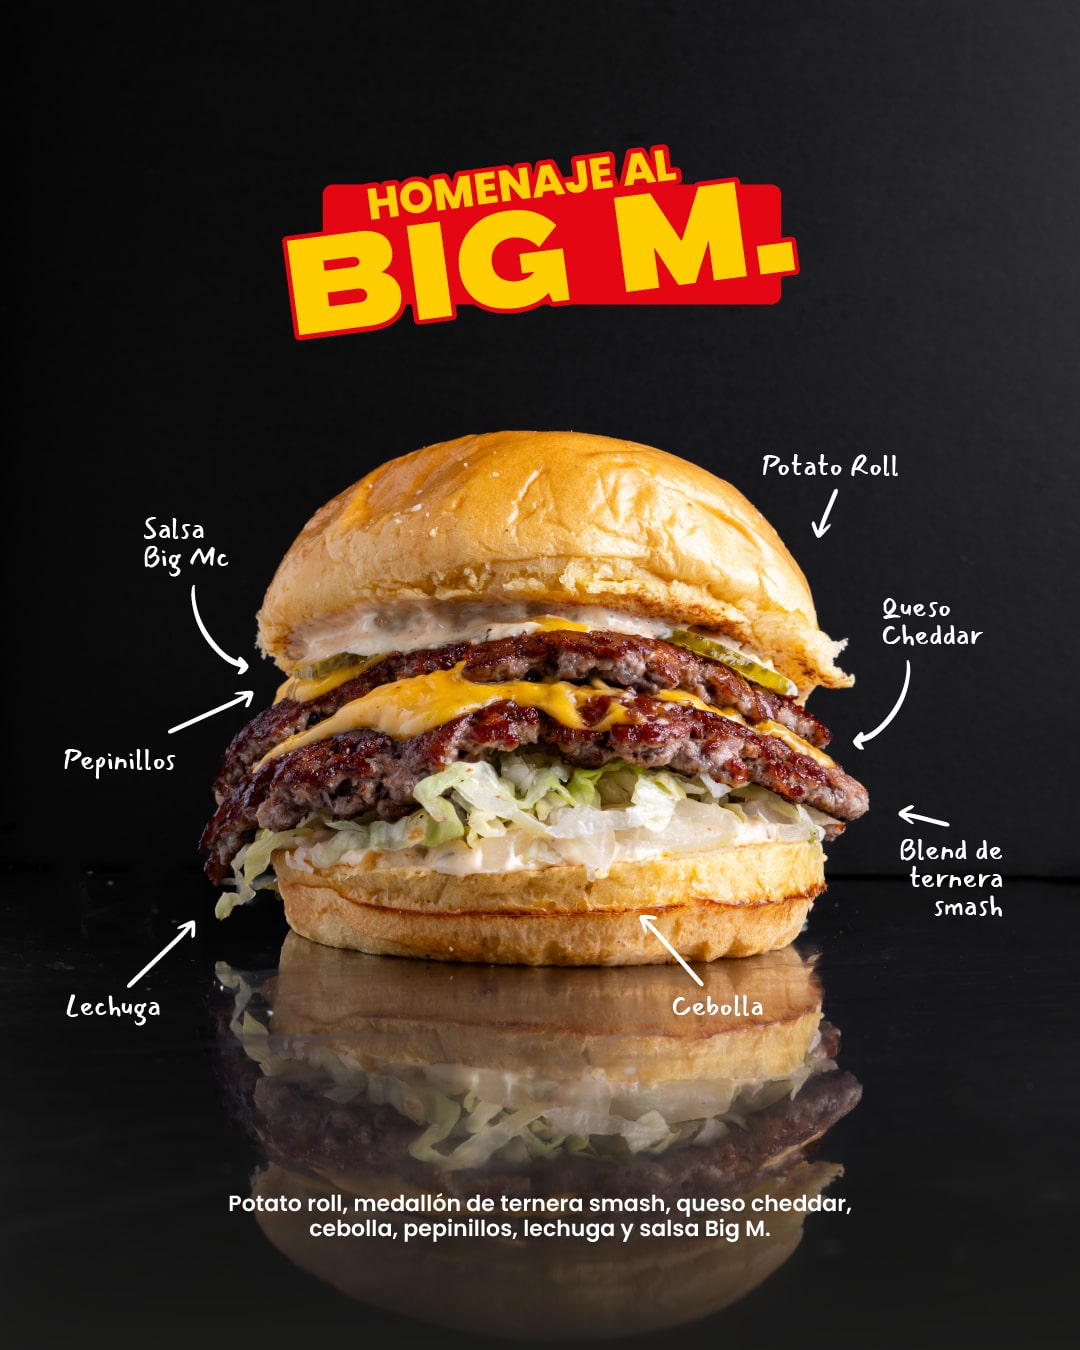 HOMENAJE AL
BIG M.
Potato Roll
Salsa
Big Mc
Queso
Cheddar
Pepinillos
Blend de
ternera
smash
Lechuga
Cebolla
Potato roll, medallón de ternera smash, queso cheddar,
cebolla, pepinillos, lechuga y salsa Big M.